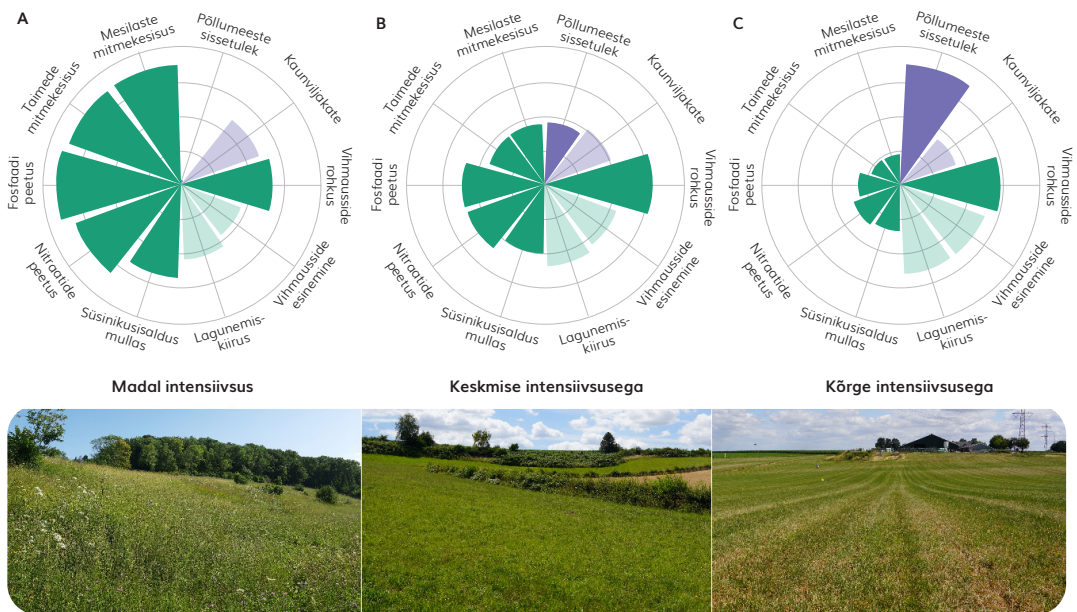 A
Mesilaste
mitmekesisus
Põllumeeste
sissetulek
Kaunviljakate
Vihmausside
rohkus
Vihmausside
esinemine
Lagunemis-
kiirus
Süsinikusisaldus
mullas
Nitraatide
peetus
Fosfaadi
peetus
Taimede
mitmekesisus
B
Mesilaste
mitmekesisus
Põllumeeste
sissetulek
Kaunviljakate
Vihmausside
rohkus
Vihmausside
esinemine
Lagunemis-
kiirus
Süsinikusisaldus
mullas
Nitraatide
peetus
Fosfaadi
peetus
Taimede
mitmekesisus
C
Mesilaste
mitmekesisus
Põllumeeste
sissetulek
Kaunviljakate
Vihmausside
rohkus
Vihmausside
esinemine
Lagunemis-
kiirus
Süsinikusisaldus
mullas
Nitraatide
peetus
Fosfaadi
peetus
Taimede
mitmekesisus
Madal intensiivsus
Keskmise intensiivsusega
Kõrge intensiivsusega